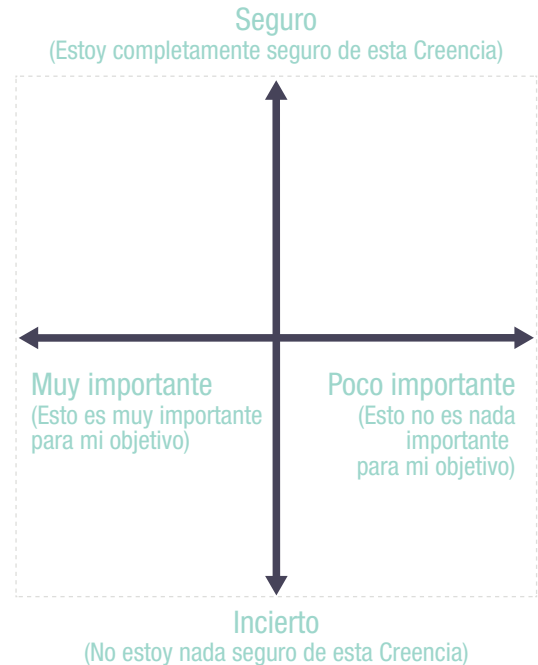 Seguro
(Estoy completamente seguro de esta Creencia)
Muy importante
(Esto es muy importante
para mi objetivo)
Poco importante
(Esto no es nada
importante
para mi objetivo)
Incierto
(No estoy nada seguro de esta Creencia)